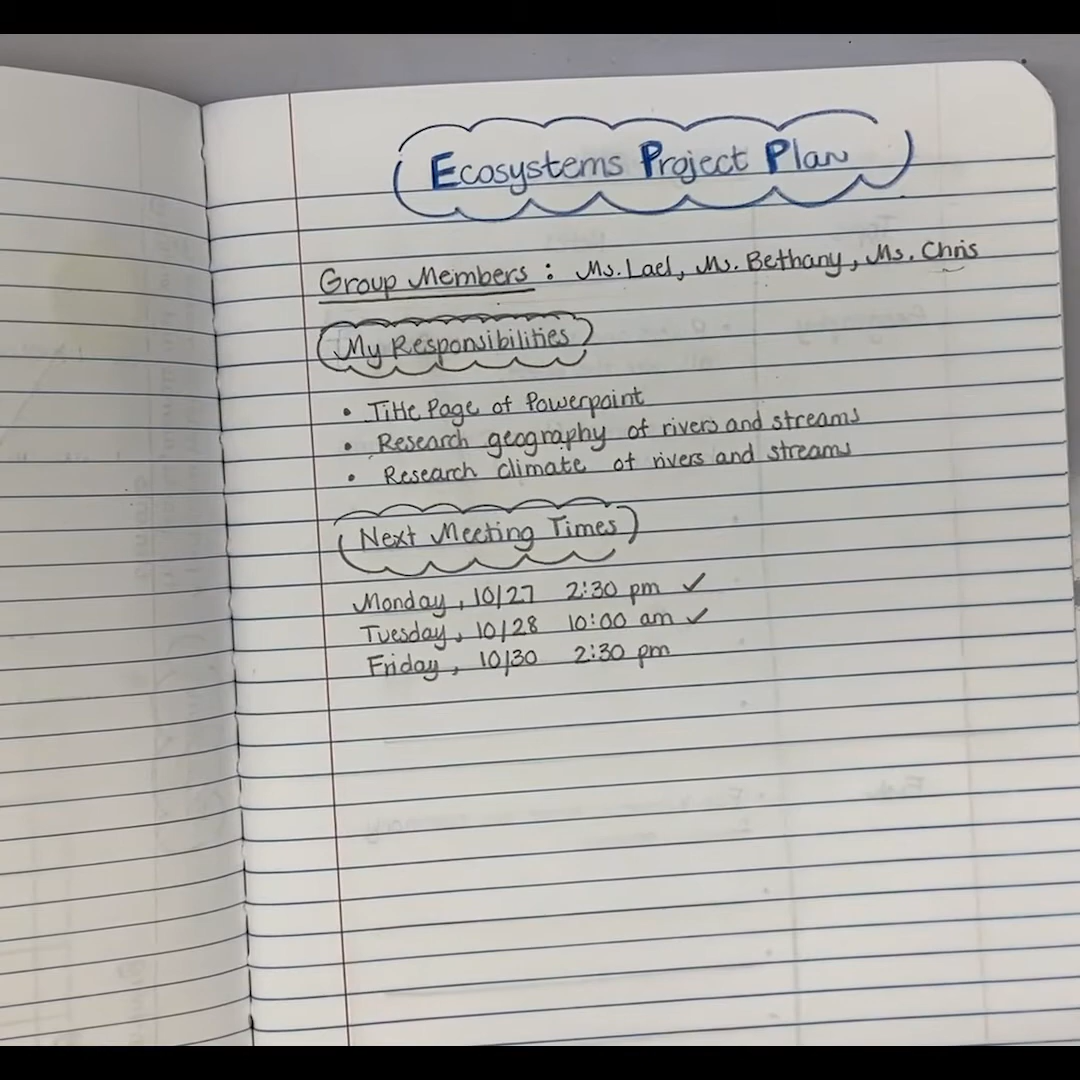 Ecosystems Project Plan
Group Members : Ms. Lael, Ms. Bethany, Ms. Chris
My Responsibilities
• Title Page of Powerpoint
• Research geography of rivers and streams
• Research climate of rivers and streams
Next Meeting Times
Monday, 10/27 2:30 pm ✓
Tuesday, 10/28 10:00 am ✓
Friday, 10/30 2:30 pm